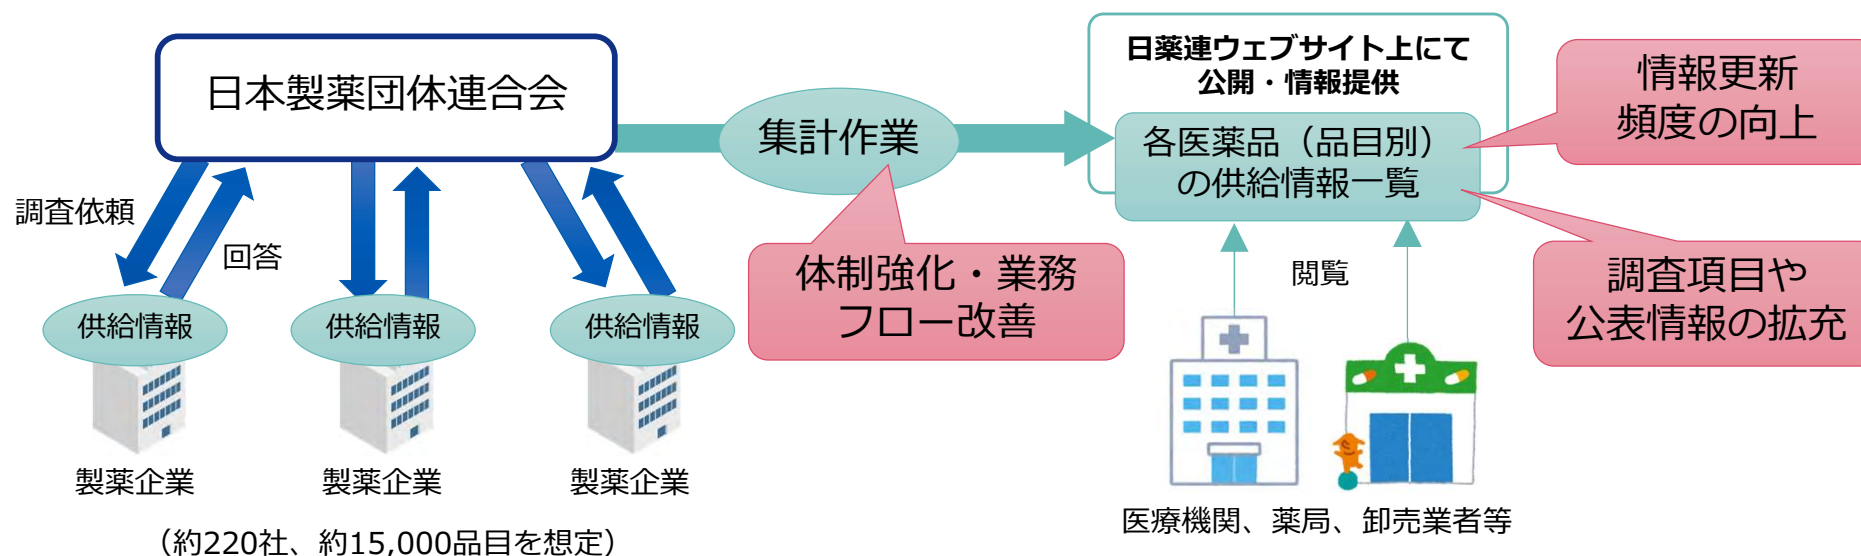 日本製薬団体連合会
調査依頼
回答
供給情報
供給情報
供給情報
製薬企業
製薬企業
製薬企業
（約220社、約15,000品目を想定）
集計作業
体制強化・業務
フロー改善
日薬連ウェブサイト上にて
公開・情報提供
各医薬品（品目別）
の供給情報一覧
情報更新
頻度の向上
調査項目や
公表情報の拡充
閲覧
医療機関、薬局、卸売業者等